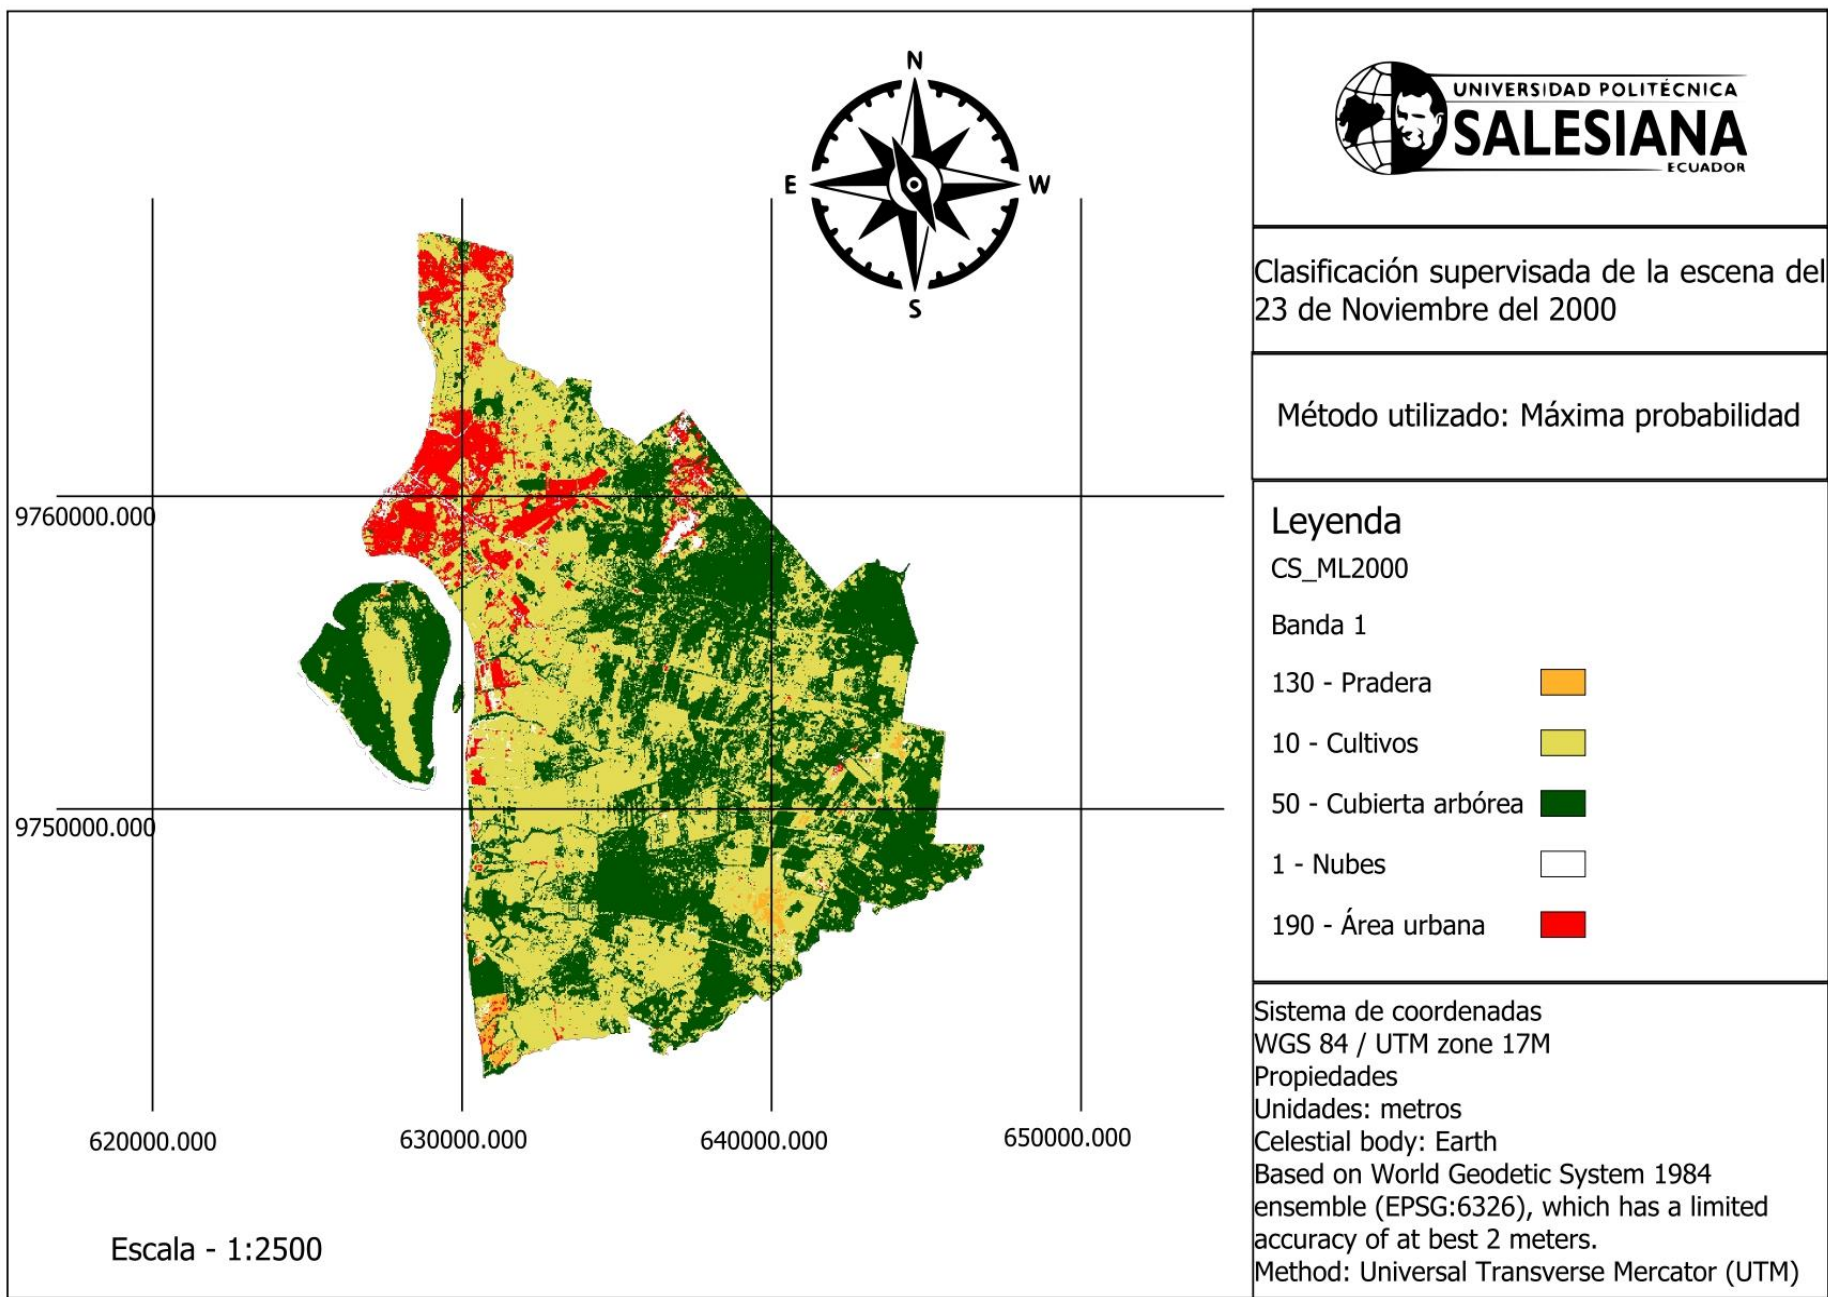 N
E
W
S
UNIVERSIDAD POLITÉCNICA
SALESIANA
ECUADOR
Clasificación supervisada de la escena del
23 de Noviembre del 2000
Método utilizado: Máxima probabilidad
9760000.000
9750000.000
620000.000
630000.000
640000.000
650000.000
Escala - 1:2500
Leyenda
CS_ML2000
Banda 1
130 - Pradera
10 - Cultivos
50 - Cubierta arbórea
1 - Nubes
190 - Área urbana
Sistema de coordenadas
WGS 84 / UTM zone 17M
Propiedades
Unidades: metros
Celestial body: Earth
Based on World Geodetic System 1984
ensemble (EPSG:6326), which has a limited
accuracy of at best 2 meters.
Method: Universal Transverse Mercator (UTM)